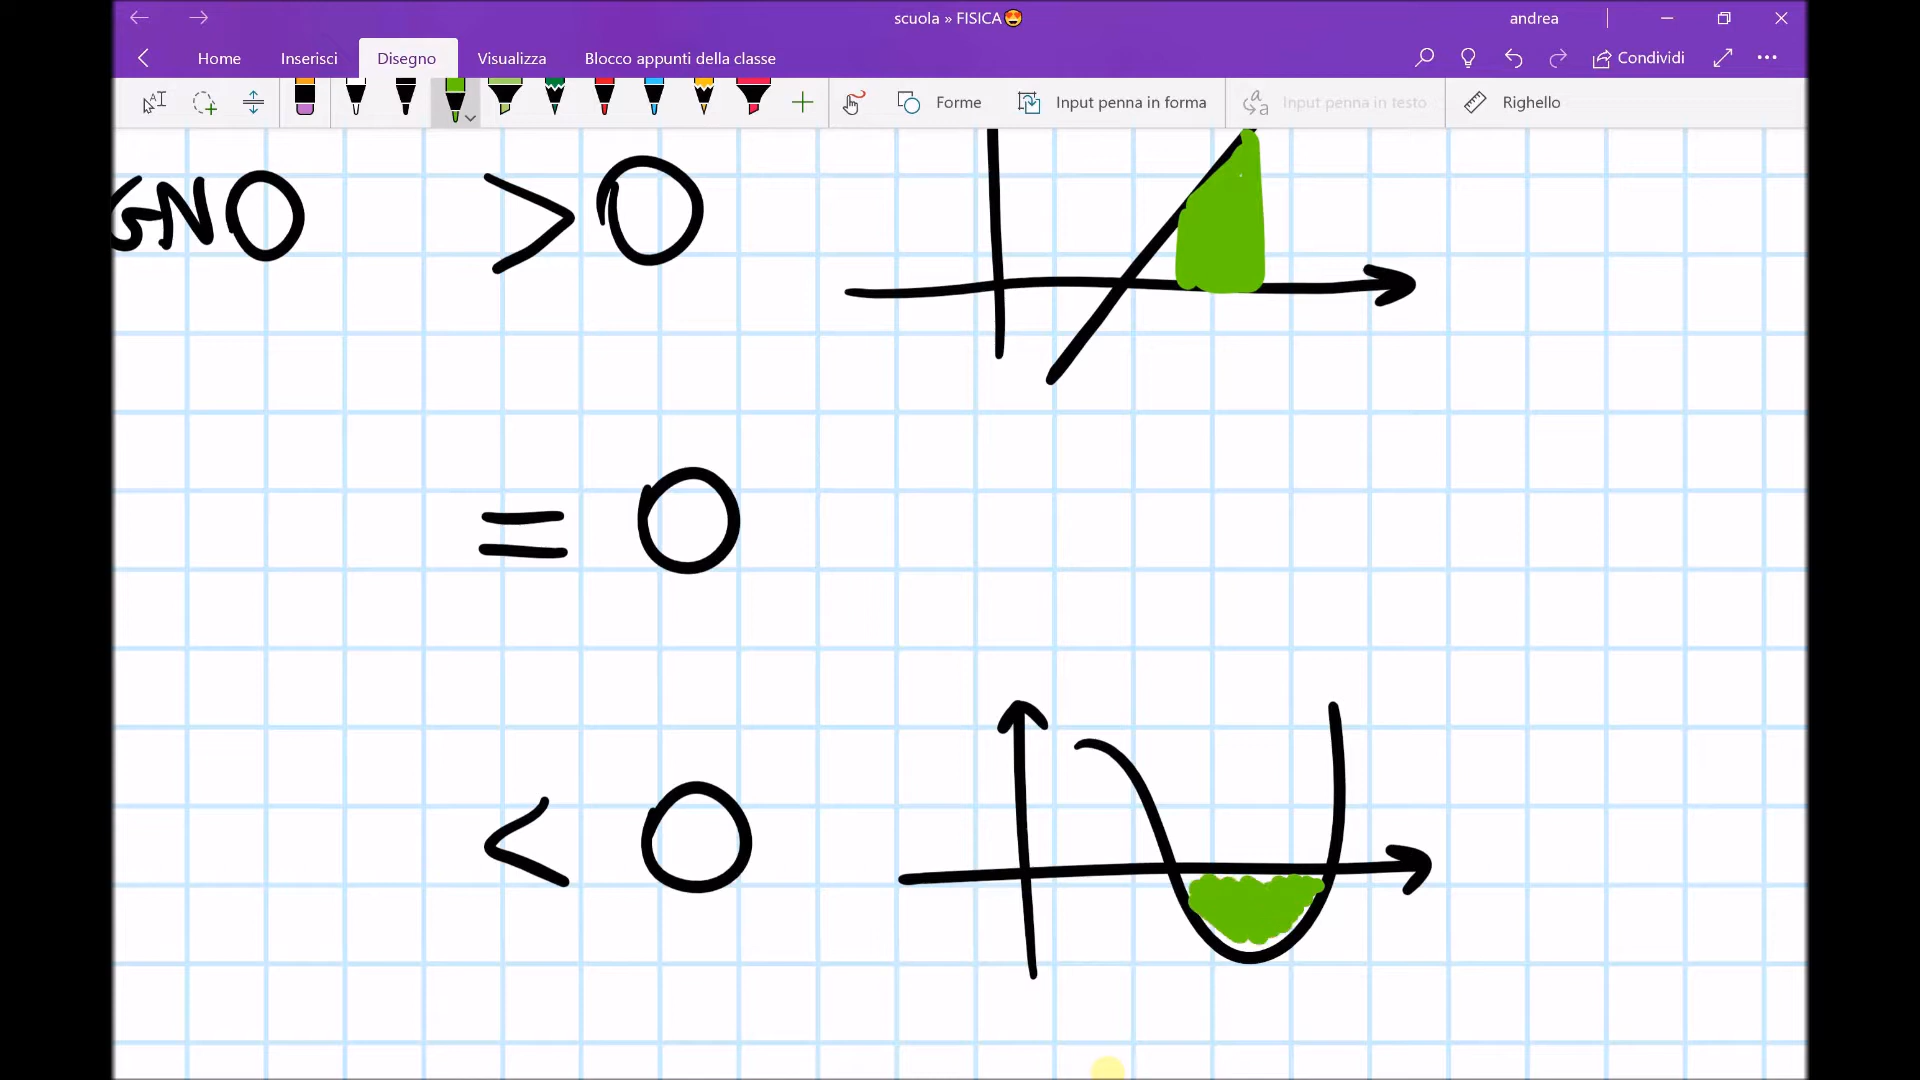 scuola » FISICA😍
andrea
Home Inserisci Disegno Visualizza Blocco appunti della classe
Condividi
Forme Input penna in forma Input penna in testo Righello
GNO >0
= 0
< 0